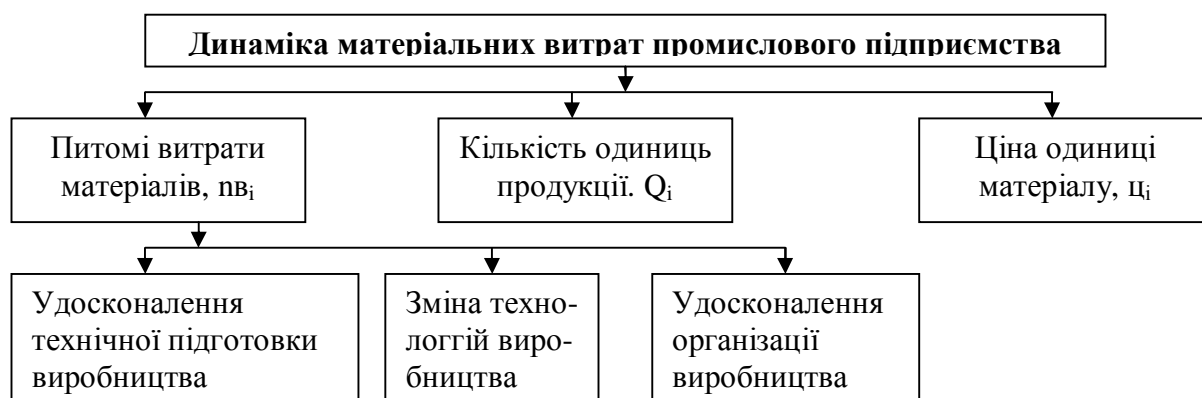 Динаміка матеріальних витрат промислового підприємства
Питомі витрати
матеріалів, пвᵢ
Кількість одиниць
продукції. Qᵢ
Ціна одиниці
матеріалу, цᵢ
Удосконалення
технічної підготовки
виробництва
Зміна техно-
логгій виро-
бництва
Удосконалення
організації
виробництва